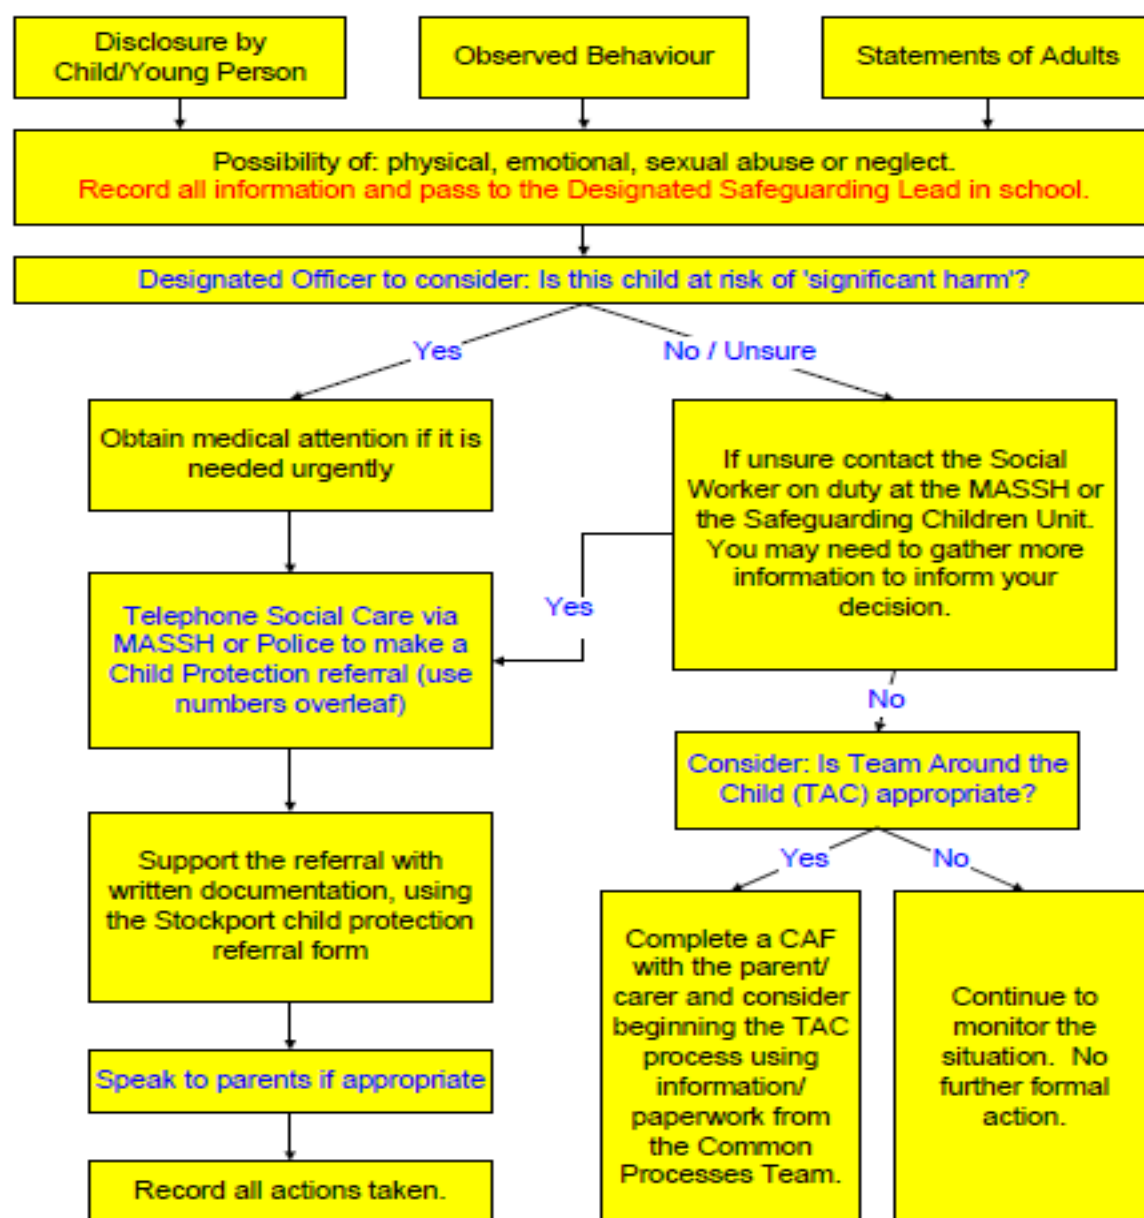 Disclosure by
Child/Young Person
Observed Behaviour
Statements of Adults
Possibility of: physical, emotional, sexual abuse or neglect.
Record all information and pass to the Designated Safeguarding Lead in school.
Designated Officer to consider: Is this child at risk of 'significant harm'?
Yes
No / Unsure
Obtain medical attention if it is
needed urgently
If unsure contact the Social
Worker on duty at the MASSH or
the Safeguarding Children Unit.
You may need to gather more
information to inform your
decision.
Yes
Telephone Social Care via
MASSH or Police to make a
Child Protection referral (use
numbers overleaf)
No
Consider: Is Team Around the
Child (TAC) appropriate?
Yes
No
Support the referral with
written documentation, using
the Stockport child protection
referral form
Complete a CAF
with the parent/
carer and consider
beginning the TAC
process using
information/
paperwork from
the Common
Processes Team.
Continue to
monitor the
situation. No
further formal
action.
Speak to parents if appropriate
Record all actions taken.